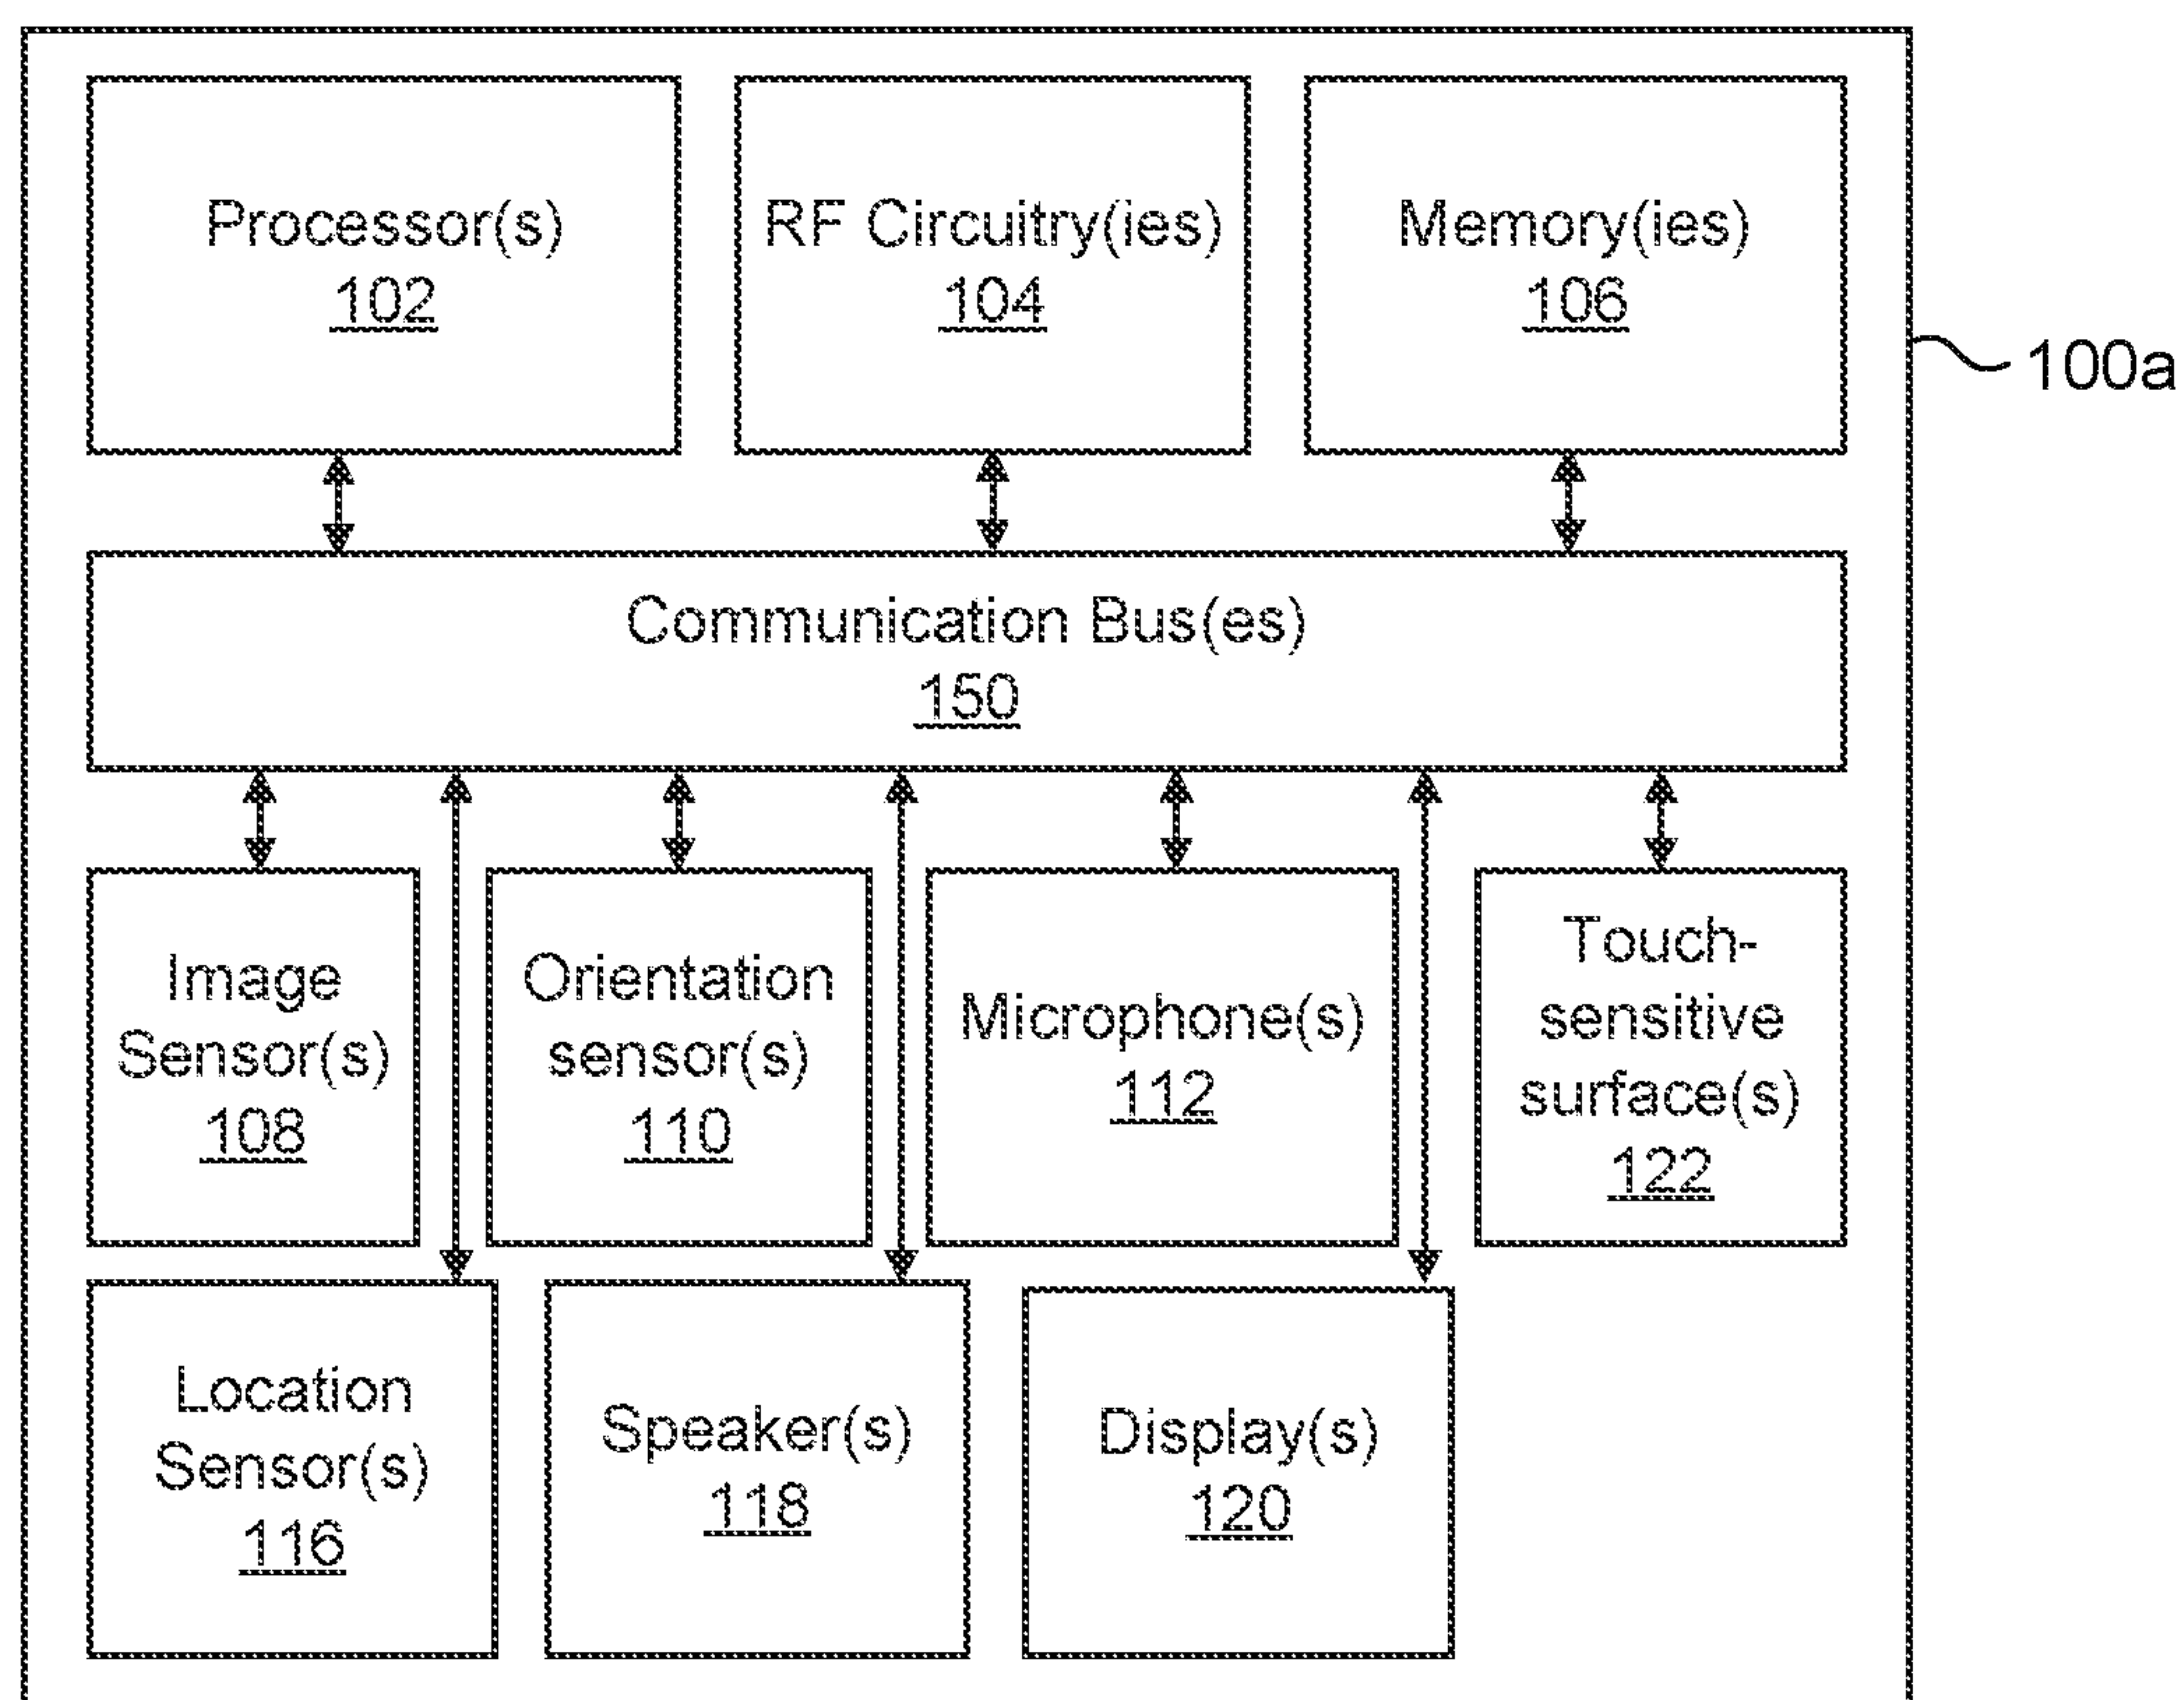 Processor(s)
102
RF Circuitry(ies)
104
Memory(ies)
106
100a
Communication Bus(es)
150
Image
Sensor(s)
108
Orientation
sensor(s)
110
Microphone(s)
112
Touch-
sensitive
surface(s)
122
Location
Sensor(s)
116
Speaker(s)
118
Display(s)
120